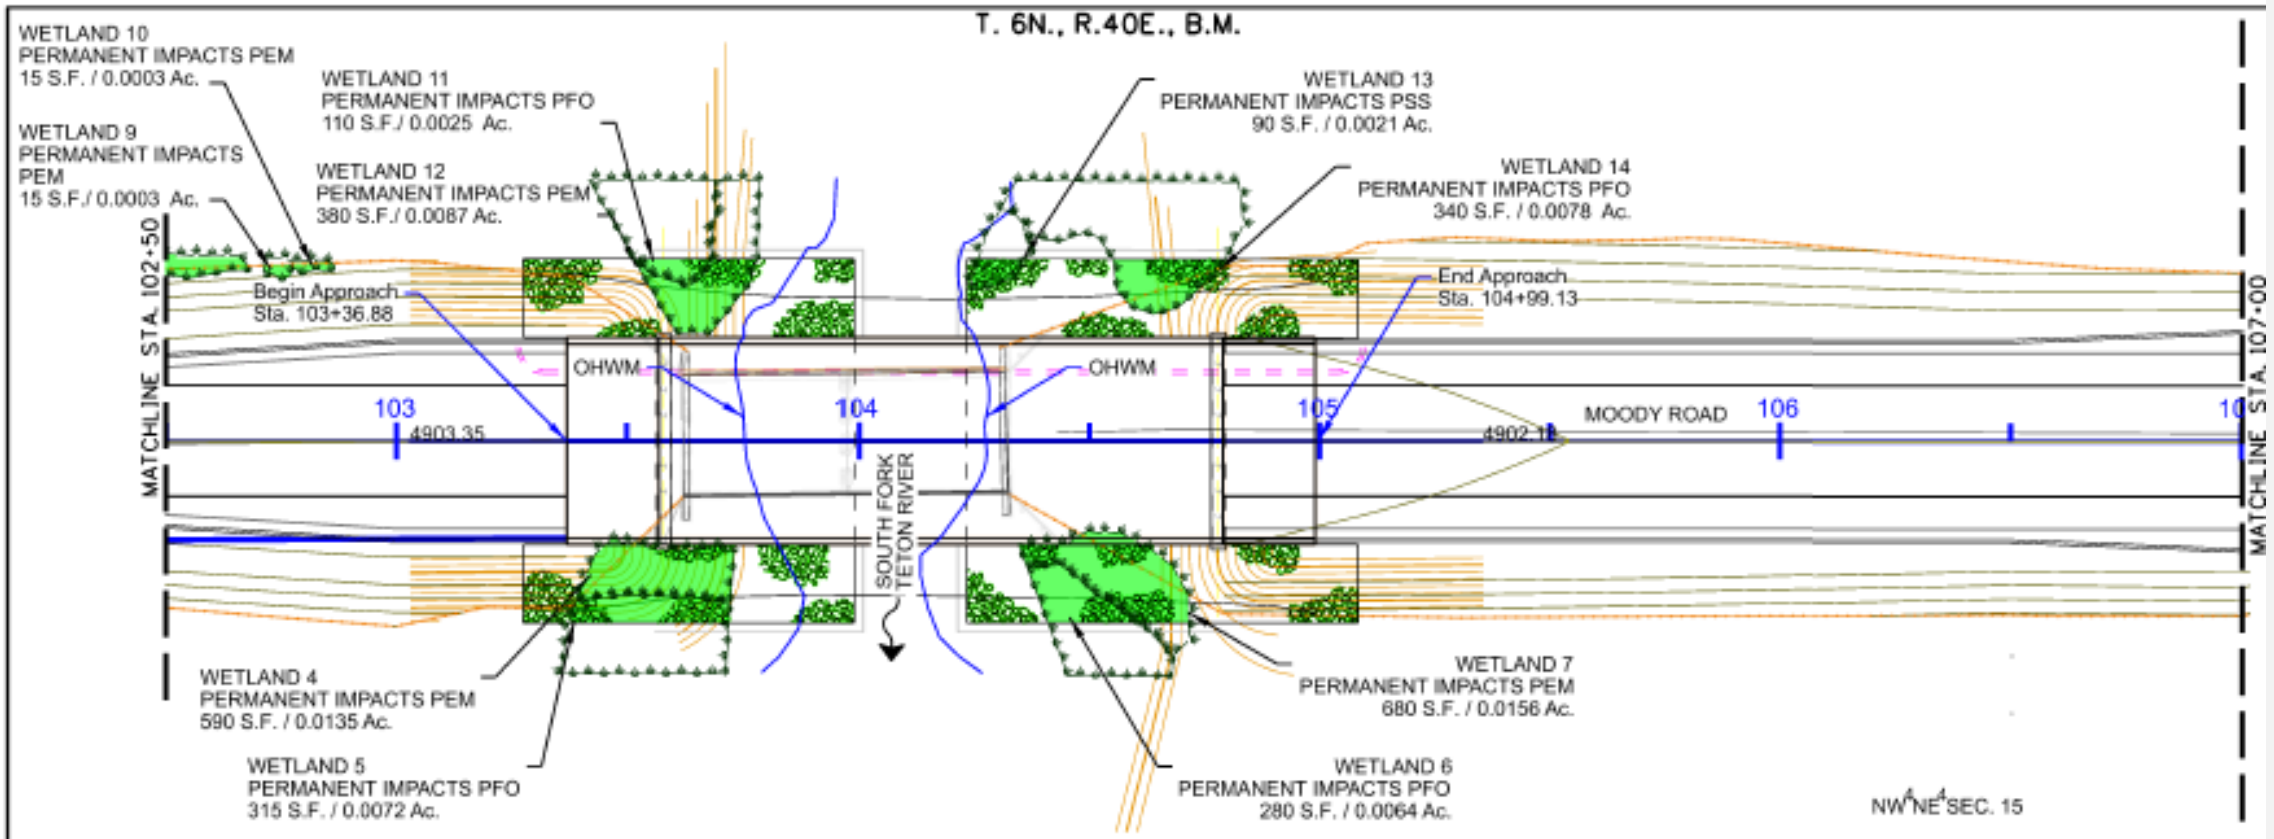 T. 6N., R.40E., B.M.
WETLAND 10
PERMANENT IMPACTS PEM
15 S.F. / 0.0003 Ac.
WETLAND 9
PERMANENT IMPACTS
PEM
15 S.F./ 0.0003 Ac.
WETLAND 11
PERMANENT IMPACTS PFO
110 S.F./ 0.0025 Ac.
WETLAND 12
PERMANENT IMPACTS PEM
380 S.F./ 0.0087 Ac.
WETLAND 13
PERMANENT IMPACTS PSS
90 S.F. / 0.0021 Ac.
WETLAND 14
PERMANENT IMPACTS PFO
340 S.F. / 0.0078 Ac.
MATCHLINE STA. 102+50
Begin Approach
Sta. 103+36.88
End Approach
Sta. 104+99.13
MATCHLINE STA. 107+00
OHWM
OHWM
103
104
105
106
10
4903.35
MOODY ROAD
SOUTH FORK
TETON RIVER
WETLAND 4
PERMANENT IMPACTS PEM
590 S.F. / 0.0135 Ac.
WETLAND 5
PERMANENT IMPACTS PFO
315 S.F. / 0.0072 Ac.
WETLAND 7
PERMANENT IMPACTS PEM
680 S.F. / 0.0156 Ac.
WETLAND 6
PERMANENT IMPACTS PFO
280 S.F. / 0.0064 Ac.
NW4NE4SEC. 15